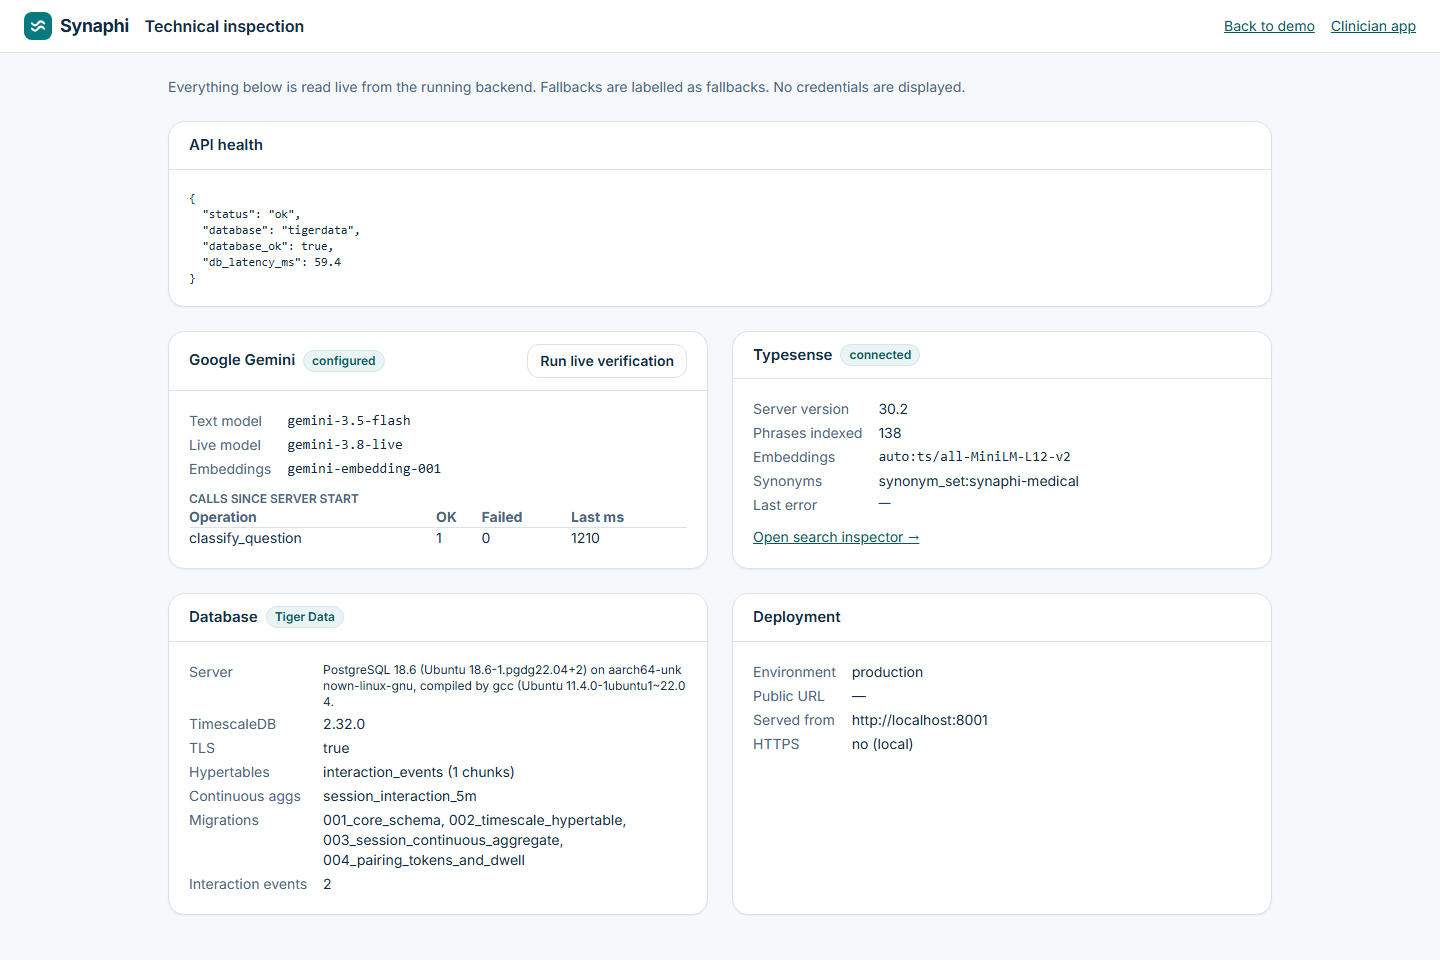 Synaphi Technical inspection Back to demo Clinician app
Everything below is read live from the running backend. Fallbacks are labelled as fallbacks. No credentials are displayed.
API health
{
  "status": "ok",
  "database": "tigerdata",
  "database_ok": true,
  "db_latency_ms": 59.4
}
Google Gemini configured Run live verification
Text model gemini-3.5-flash
Live model gemini-3.8-live
Embeddings gemini-embedding-001
CALLS SINCE SERVER START
Operation OK Failed Last ms
classify_question 1 0 1210
Typesense connected
Server version 30.2
Phrases indexed 138
Embeddings auto:ts/all-MiniLM-L12-v2
Synonyms synonym_set:synaphi-medical
Last error —
Open search inspector →
Database Tiger Data
Server PostgreSQL 18.6 (Ubuntu 18.6-1.pgdg22.04+2) on aarch64-unk
nown-linux-gnu, compiled by gcc (Ubuntu 11.4.0-1ubuntu1~22.0
4.
TimescaleDB 2.32.0
TLS true
Hypertables interaction_events (1 chunks)
Continuous aggs session_interaction_5m
Migrations 001_core_schema, 002_timescale_hypertable,
003_session_continuous_aggregate,
004_pairing_tokens_and_dwell
Interaction events 2
Deployment
Environment production
Public URL —
Served from http://localhost:8001
HTTPS no (local)